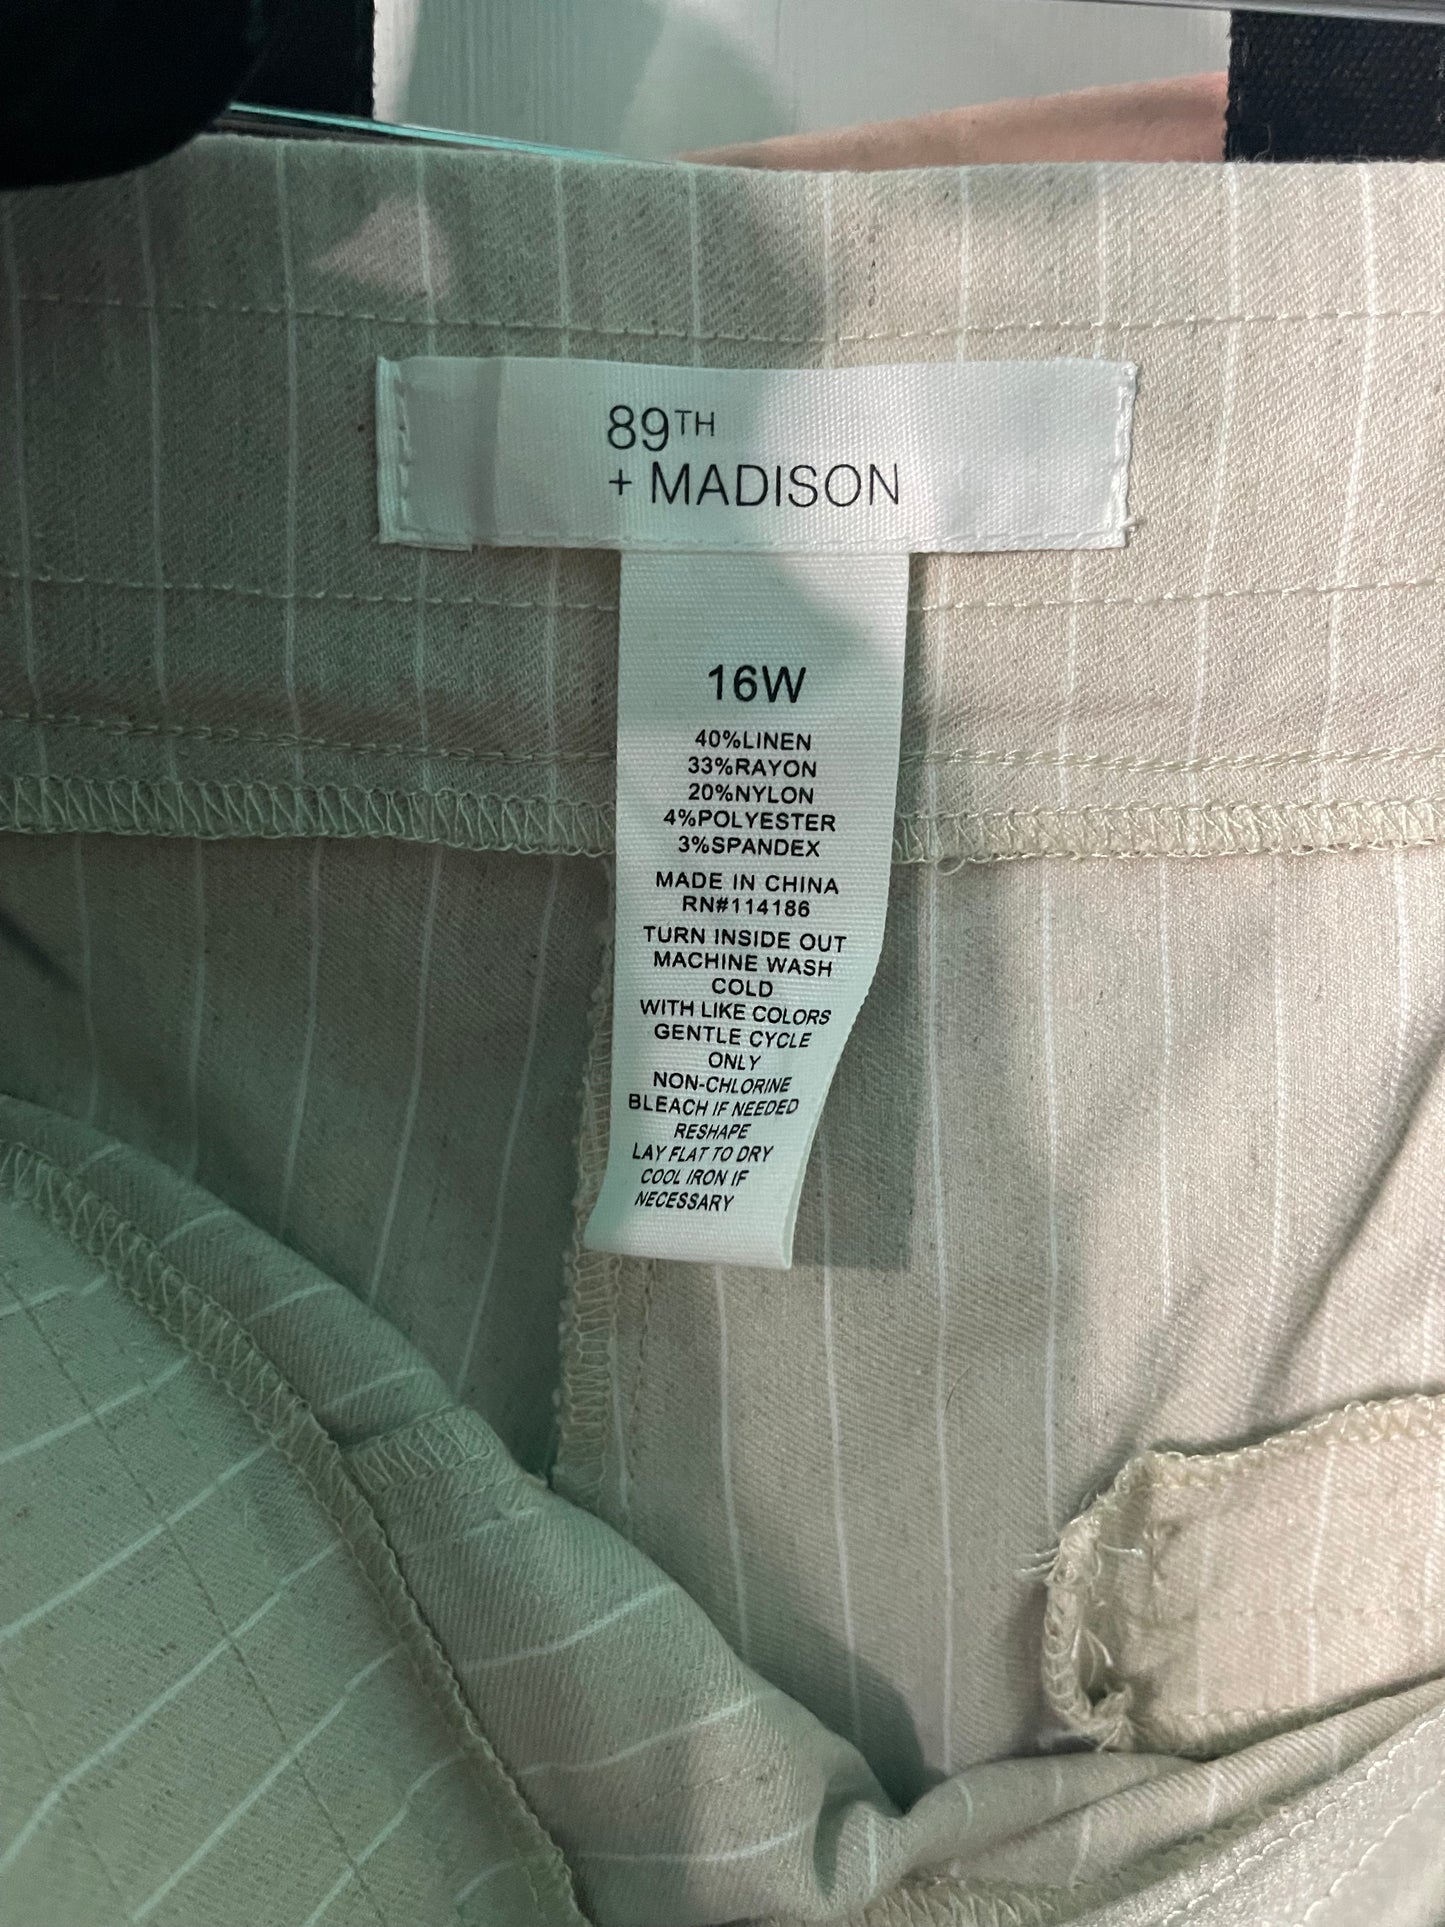 89TH
+ MADISON
16W
40%LINEN
33%RAYON
20%NYLON
4%POLYESTER
3%SPANDEX
MADE IN CHINA
RN#114186
TURN INSIDE OUT
MACHINE WASH
COLD
WITH LIKE COLORS
GENTLE CYCLE
ONLY
NON-CHLORINE
BLEACH IF NEEDED
RESHAPE
LAY FLAT TO DRY
COOL IRON IF
NECESSARY